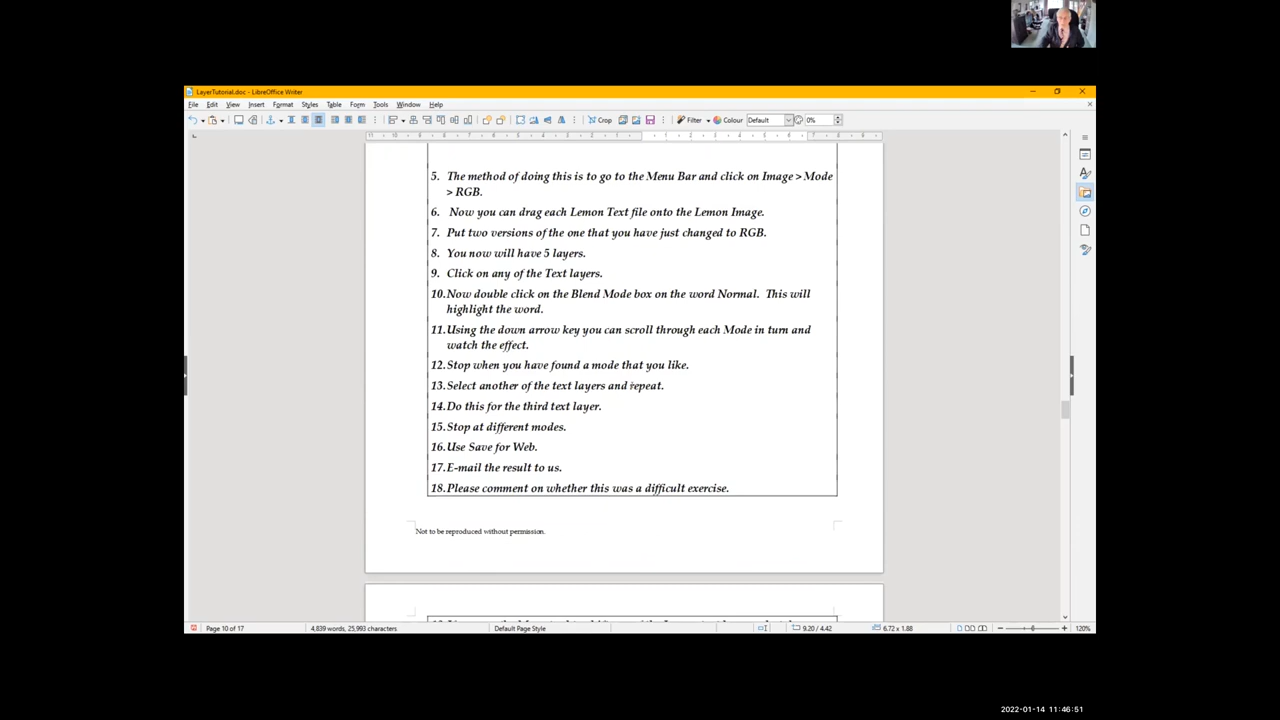 LayerTutorial.doc - LibreOffice Writer
File Edit View Insert Format Styles Table Form Tools Window Help
Crop Filter Colour Default 0%
5. The method of doing this is to go to the Menu Bar and click on Image > Mode
> RGB.
6. Now you can drag each Lemon Text file onto the Lemon Image.
7. Put two versions of the one that you have just changed to RGB.
8. You now will have 5 layers.
9. Click on any of the Text layers.
10. Now double click on the Blend Mode box on the word Normal. This will
highlight the word.
11. Using the down arrow key you can scroll through each Mode in turn and
watch the effect.
12. Stop when you have found a mode that you like.
13. Select another of the text layers and repeat.
14. Do this for the third text layer.
15. Stop at different modes.
16. Use Save for Web.
17. E-mail the result to us.
18. Please comment on whether this was a difficult exercise.
Not to be reproduced without permission.
Page 10 of 17 4,839 words, 25,993 characters Default Page Style 9.20 / 4.42 6.72 x 1.88 120%
2022-01-14 11:46:51